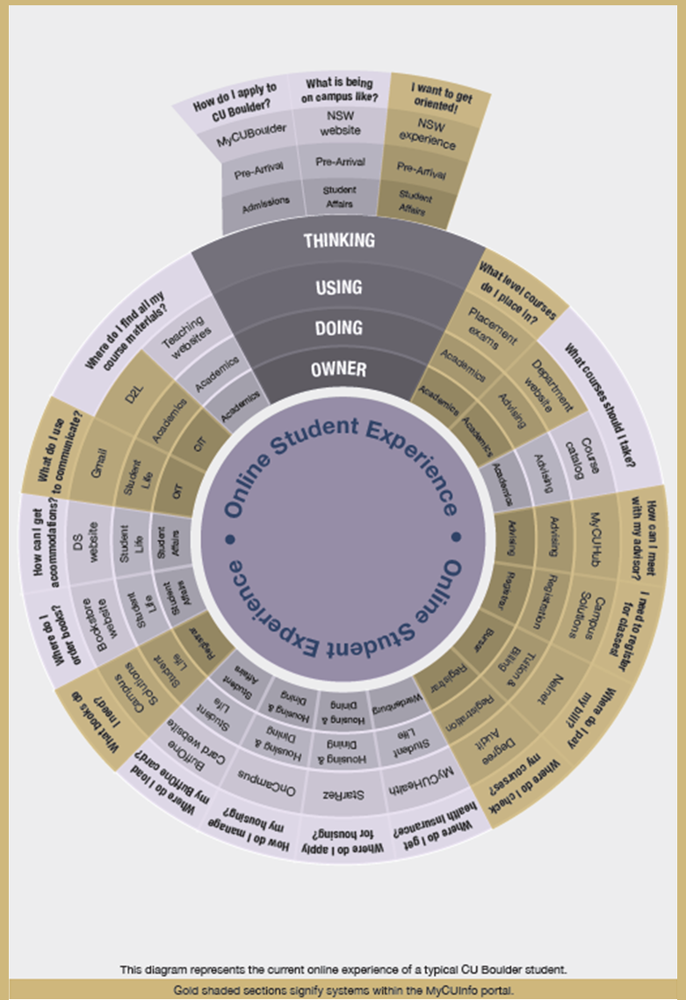 How do I apply to
CU Boulder?
MyCUBoulder
Pre-Arrival
Admissions
What is being
on campus like?
NSW
website
Pre-Arrival
Student
Affairs
I want to get
oriented!
NSW
experience
Pre-Arrival
Student
Affairs
THINKING
USING
DOING
OWNER
What level courses
do I place in?
Placement
exams
Academics
Academics
What courses should I take?
Department
website
Advising
Academics
Course
catalog
Advising
Academics
How can I meet
with my advisor?
MyCUHub
Advising
Advising
I need to register
for classes!
Campus
Solutions
Registration
Registrar
Where do I pay
my bill?
Nelnet
Tuition &
Billing
Bursar
Where do I check
my courses?
Degree
Audit
Registration
Registrar
Where do I get
health insurance?
MyCUHealth
Student
Life
Wardenburg
Where do I apply
for housing?
StarRez
Housing &
Dining
Housing &
Dining
How do I manage
my housing?
OnCampus
Housing &
Dining
Housing &
Dining
Where do I load
my BuffOne card?
BuffOne
Card website
Student
Life
Student
Affairs
What books do
I need?
Campus
Solutions
Student
Life
Registrar
Where do I
order books?
Bookstore
website
Student
Life
Student
Affairs
How can I get
accommodations?
DS
website
Student
Life
Student
Affairs
What do I use
to communicate?
Gmail
Student
Life
OIT
Where do I find all my
course materials?
D2L
Academics
OIT
Teaching
websites
Academics
Academics
• Online Student Experience • Online Student Experience
This diagram represents the current online experience of a typical CU Boulder student.
Gold shaded sections signify systems within the MyCUInfo portal.